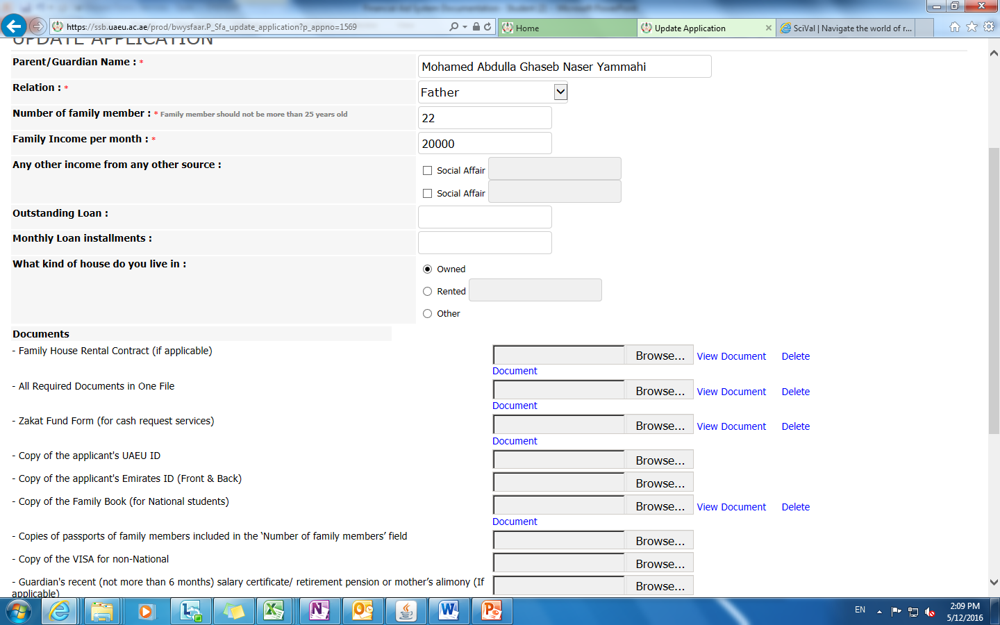 Financial Aid System Documentation - Student (2) - Microsoft PowerPoint
https://ssb.uaeu.ac.ae/prod/bwysfaar.P_Sfa_update_application?p_appno=1569
Home
Update Application
SciVal | Navigate the world of r...
UPDATE APPLICATION
Parent/Guardian Name : *
Mohamed Abdulla Ghaseb Naser Yammahi
Relation : *
Father
Number of family member : * Family member should not be more than 25 years old
22
Family Income per month : *
20000
Any other income from any other source :
Social Affair
Social Affair
Outstanding Loan :
Monthly Loan installments :
What kind of house do you live in :
Owned
Rented
Other
Documents
- Family House Rental Contract (if applicable)
Browse... View Document Delete
Document
- All Required Documents in One File
Browse... View Document Delete
Document
- Zakat Fund Form (for cash request services)
Browse... View Document Delete
Document
- Copy of the applicant's UAEU ID
Browse...
- Copy of the applicant's Emirates ID (Front & Back)
Browse...
- Copy of the Family Book (for National students)
Browse... View Document Delete
Document
- Copies of passports of family members included in the ‘Number of family members’ field
Browse...
- Copy of the VISA for non-National
Browse...
- Guardian's recent (not more than 6 months) salary certificate/ retirement pension or mother’s alimony (If
applicable)
Browse...
EN
2:09 PM
5/12/2016